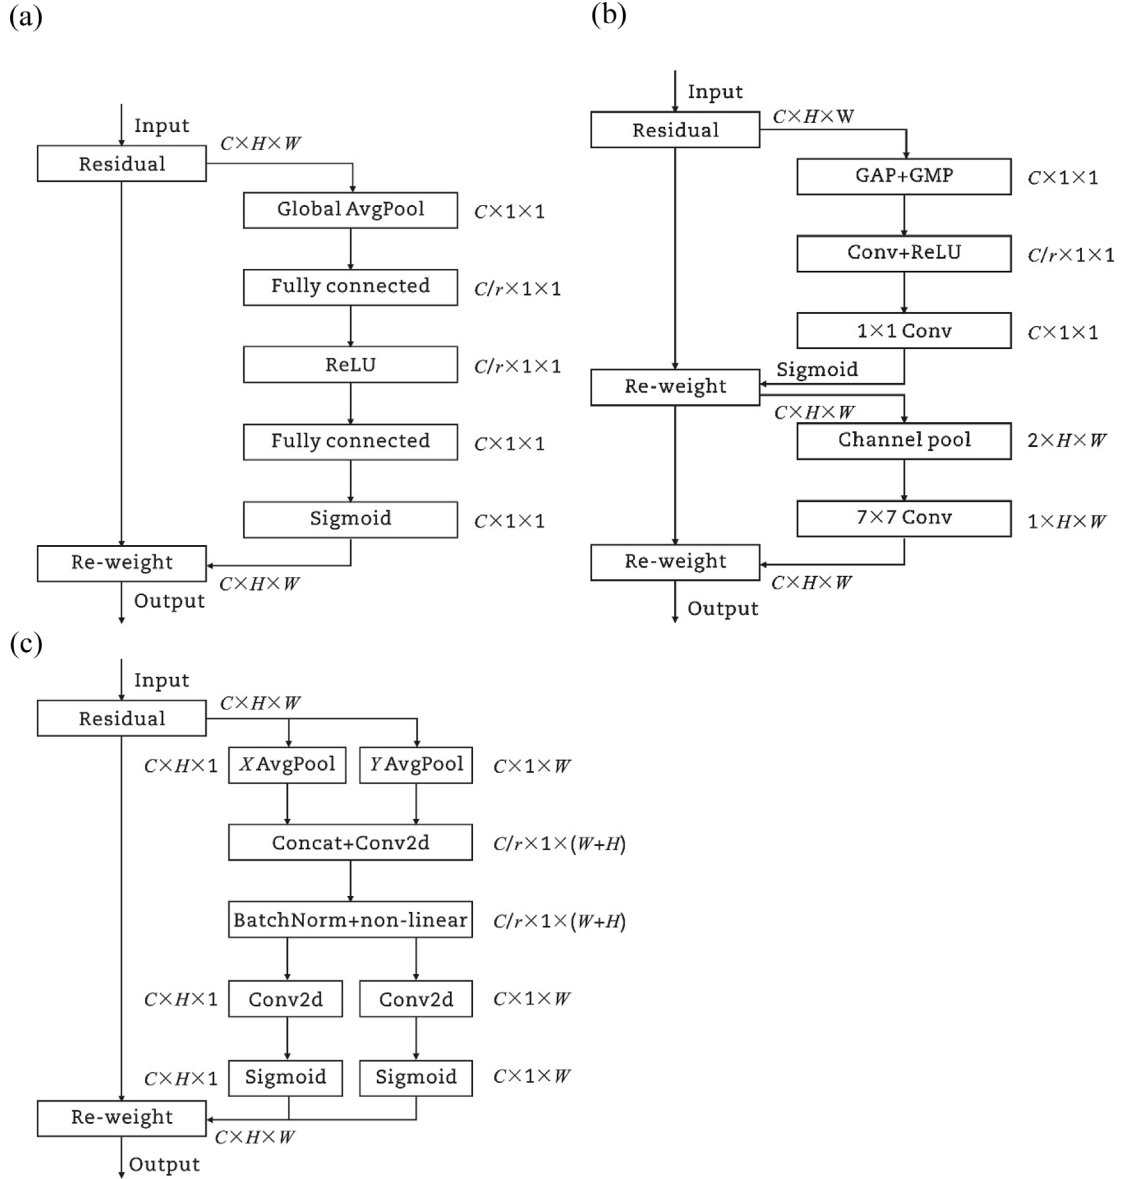 (a)
Input
Residual
C×H×W
Global AvgPool
C×1×1
Fully connected
C/r×1×1
ReLU
C/r×1×1
Fully connected
C×1×1
Sigmoid
C×1×1
Re-weight
C×H×W
Output
(b)
Input
Residual
C×H×W
GAP+GMP
C×1×1
Conv+ReLU
C/r×1×1
1×1 Conv
C×1×1
Sigmoid
Re-weight
C×H×W
Channel pool
2×H×W
7×7 Conv
1×H×W
Re-weight
C×H×W
Output
(c)
Input
Residual
C×H×W
C×H×1
X AvgPool
Y AvgPool
C×1×W
Concat+Conv2d
C/r×1×(W+H)
BatchNorm+non-linear
C/r×1×(W+H)
C×H×1
Conv2d
Conv2d
C×1×W
C×H×1
Sigmoid
Sigmoid
C×1×W
Re-weight
C×H×W
Output